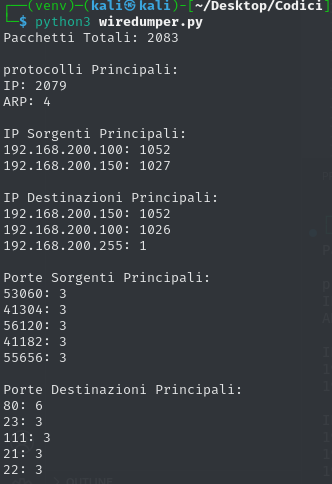 ┌──(venv)─(kali㉿kali)-[~/Desktop/Codici]
└─$ python3 wiredumper.py
Pacchetti Totali: 2083
protocolli Principali:
IP: 2079
ARP: 4
IP Sorgenti Principali:
192.168.200.100: 1052
192.168.200.150: 1027
IP Destinazioni Principali:
192.168.200.150: 1052
192.168.200.100: 1026
192.168.200.255: 1
Porte Sorgenti Principali:
53060: 3
41304: 3
56120: 3
41182: 3
55656: 3
Porte Destinazioni Principali:
80: 6
23: 3
111: 3
21: 3
22: 3